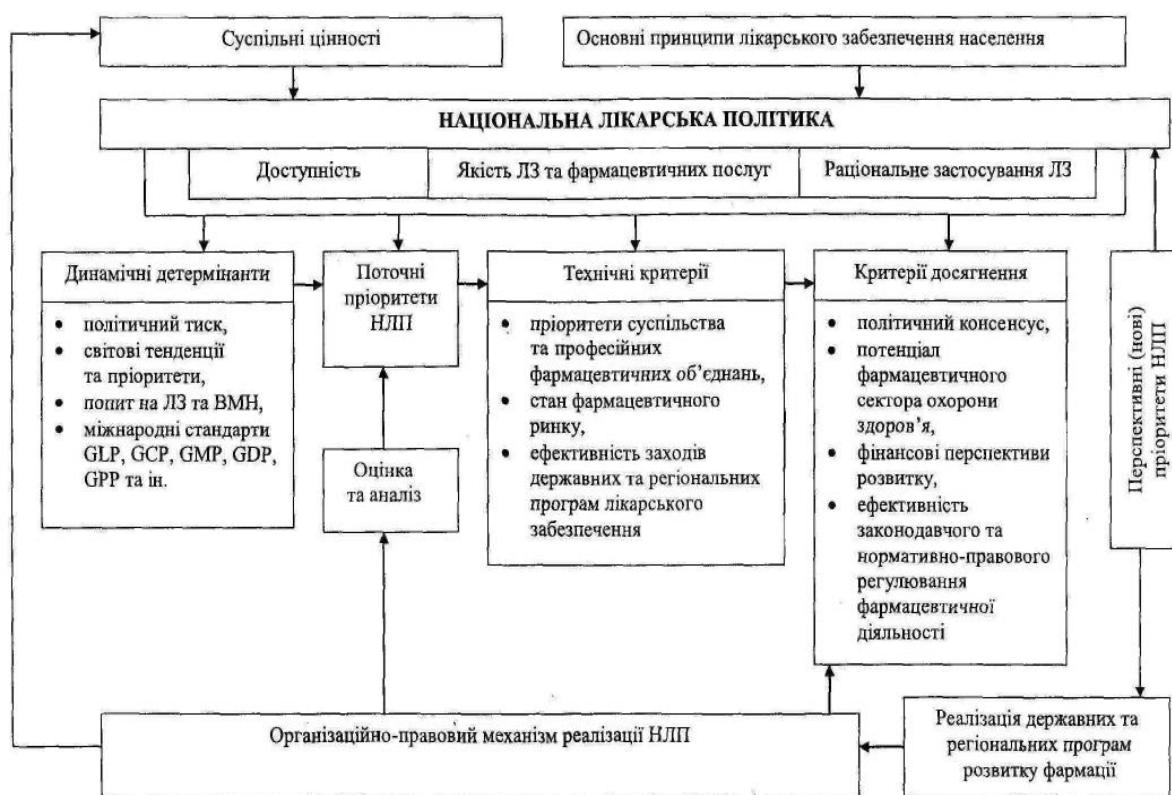 Суспільні цінності
Основні принципи лікарського забезпечення населення
НАЦІОНАЛЬНА ЛІКАРСЬКА ПОЛІТИКА
Доступність
Якість ЛЗ та фармацевтичних послуг
Раціональне застосування ЛЗ
Динамічні детермінанти
• політичний тиск,
• світові тенденції
та пріоритети,
• попит на ЛЗ та ВМН,
• міжнародні стандарти
GLP, GCP, GMP, GDP,
GPP та ін.
Поточні
пріоритети
НЛП
Оцінка
та аналіз
Технічні критерії
• пріоритети суспільства
та професійних
фармацевтичних об’єднань,
• стан фармацевтичного
ринку,
• ефективність заходів
державних та регіональних
програм лікарського
забезпечення
Критерії досягнення
• політичний консенсус,
• потенціал
фармацевтичного
сектора охорони
здоров’я,
• фінансові перспективи
розвитку,
• ефективність
законодавчого та
нормативно-правового
регулювання
фармацевтичної
діяльності
Перспективні (нові)
пріоритети НЛП
Організаційно-правовий механізм реалізації НЛП
Реалізація державних та
регіональних програм
розвитку фармації